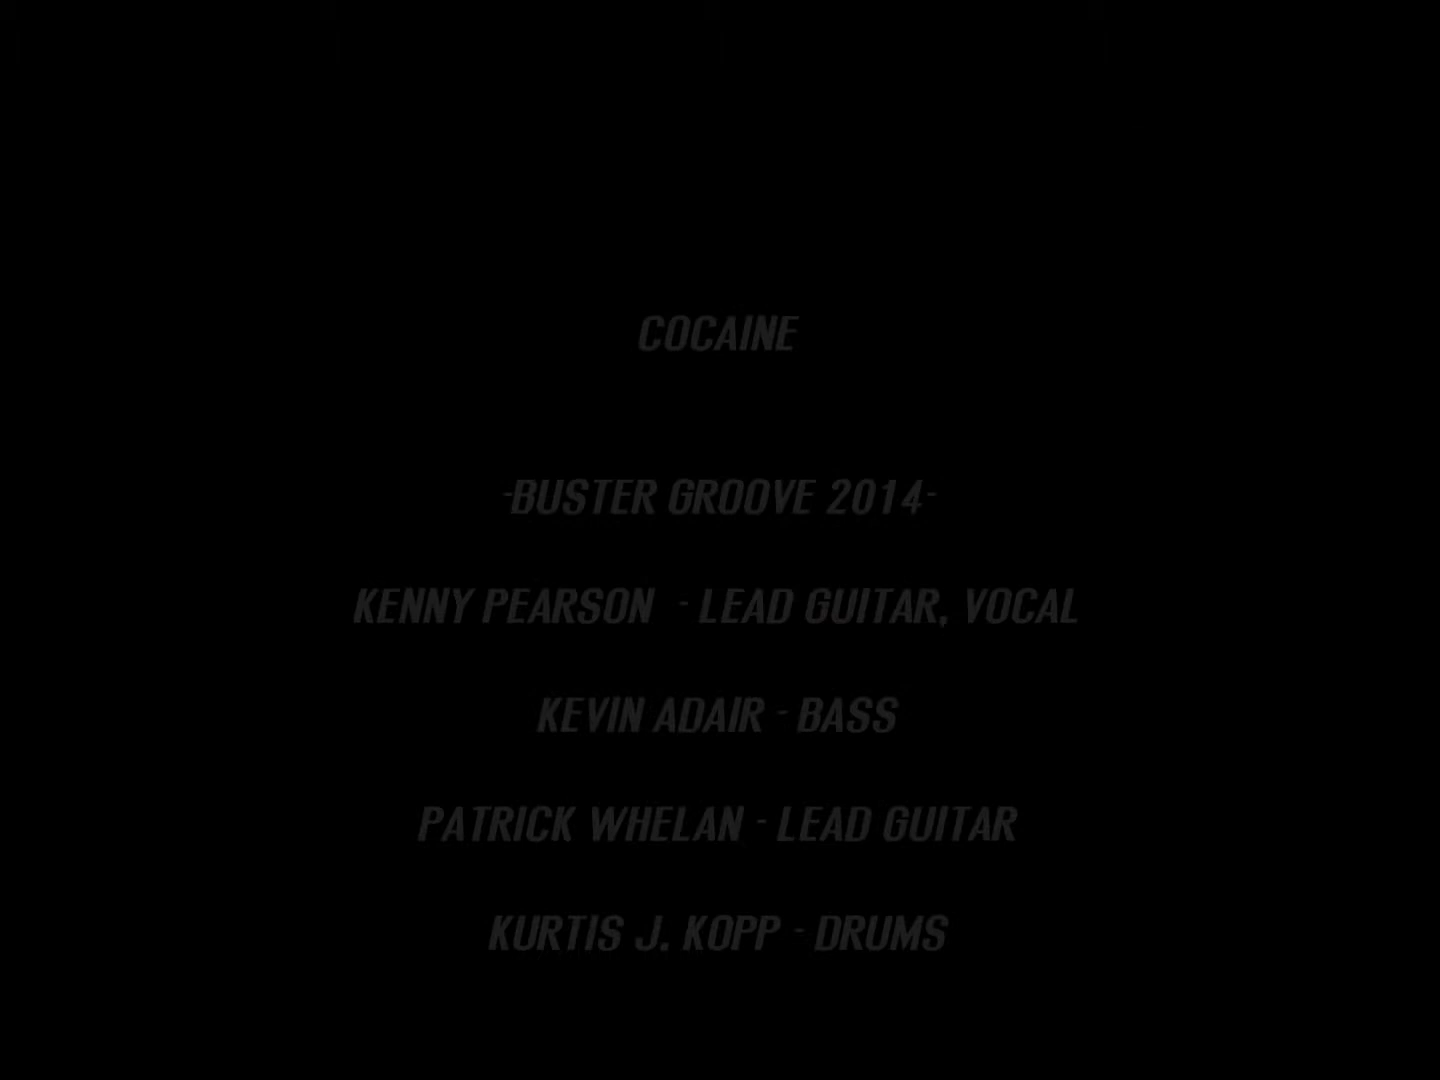 COCAINE
-BUSTER GROOVE 2014-
KENNY PEARSON - LEAD GUITAR, VOCAL
KEVIN ADAIR - BASS
PATRICK WHELAN - LEAD GUITAR
KURTIS J. KOPP - DRUMS